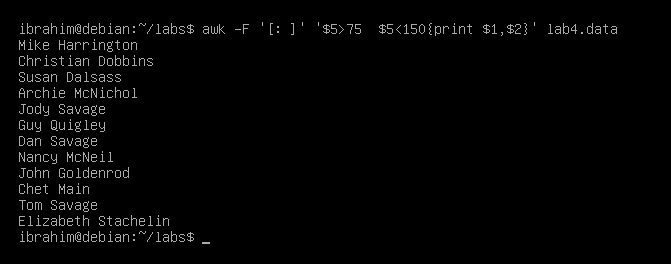 ibrahim@debian:~/labs$ awk -F '[: ]' '$5>75  $5<150{print $1,$2}' lab4.data
Mike Harrington
Christian Dobbins
Susan Dalsass
Archie McNichol
Jody Savage
Guy Quigley
Dan Savage
Nancy McNeil
John Goldenrod
Chet Main
Tom Savage
Elizabeth Stachelin
ibrahim@debian:~/labs$ _